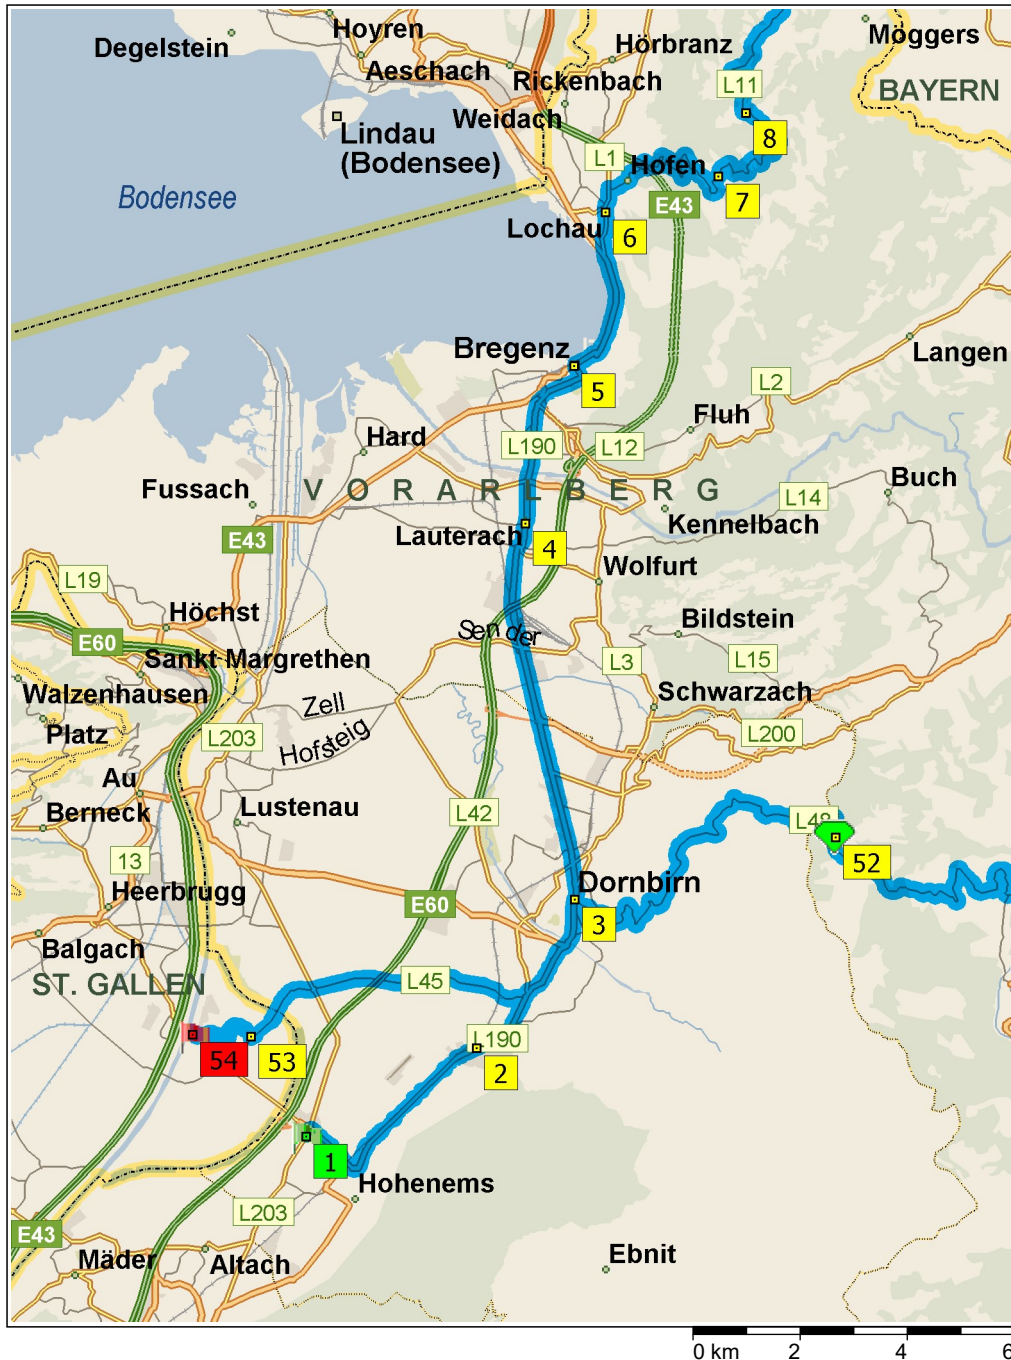 Hoyren
Degelstein
Möggers
Hörbranz
Aeschach
Rickenbach
L11
BAYERN
Weidach
Lindau
(Bodensee)
8
L1
Hofen
Bodensee
7
E43
Lochau
6
Bregenz
Langen
5
L2
Fluh
Hard
L190
L12
Buch
Fussach
VORARLBERG
L14
Kennelbach
Lauterach
E43
4
Wolfurt
L19
Höchst
Bildstein
Sen der
E60
Sankt Margrethen
L3
L15
Walzenhausen
Schwarzach
Zell
Platz
L203
Hofsteig
L200
Au
Berneck
Lustenau
L42
L48
13
52
Heerbrugg
Dornbirn
E60
3
Balgach
ST. GALLEN
L45
L190
54
53
2
1
Hohenems
L203
E43
Mäder
Altach
Ebnit
0 km 2 4 6